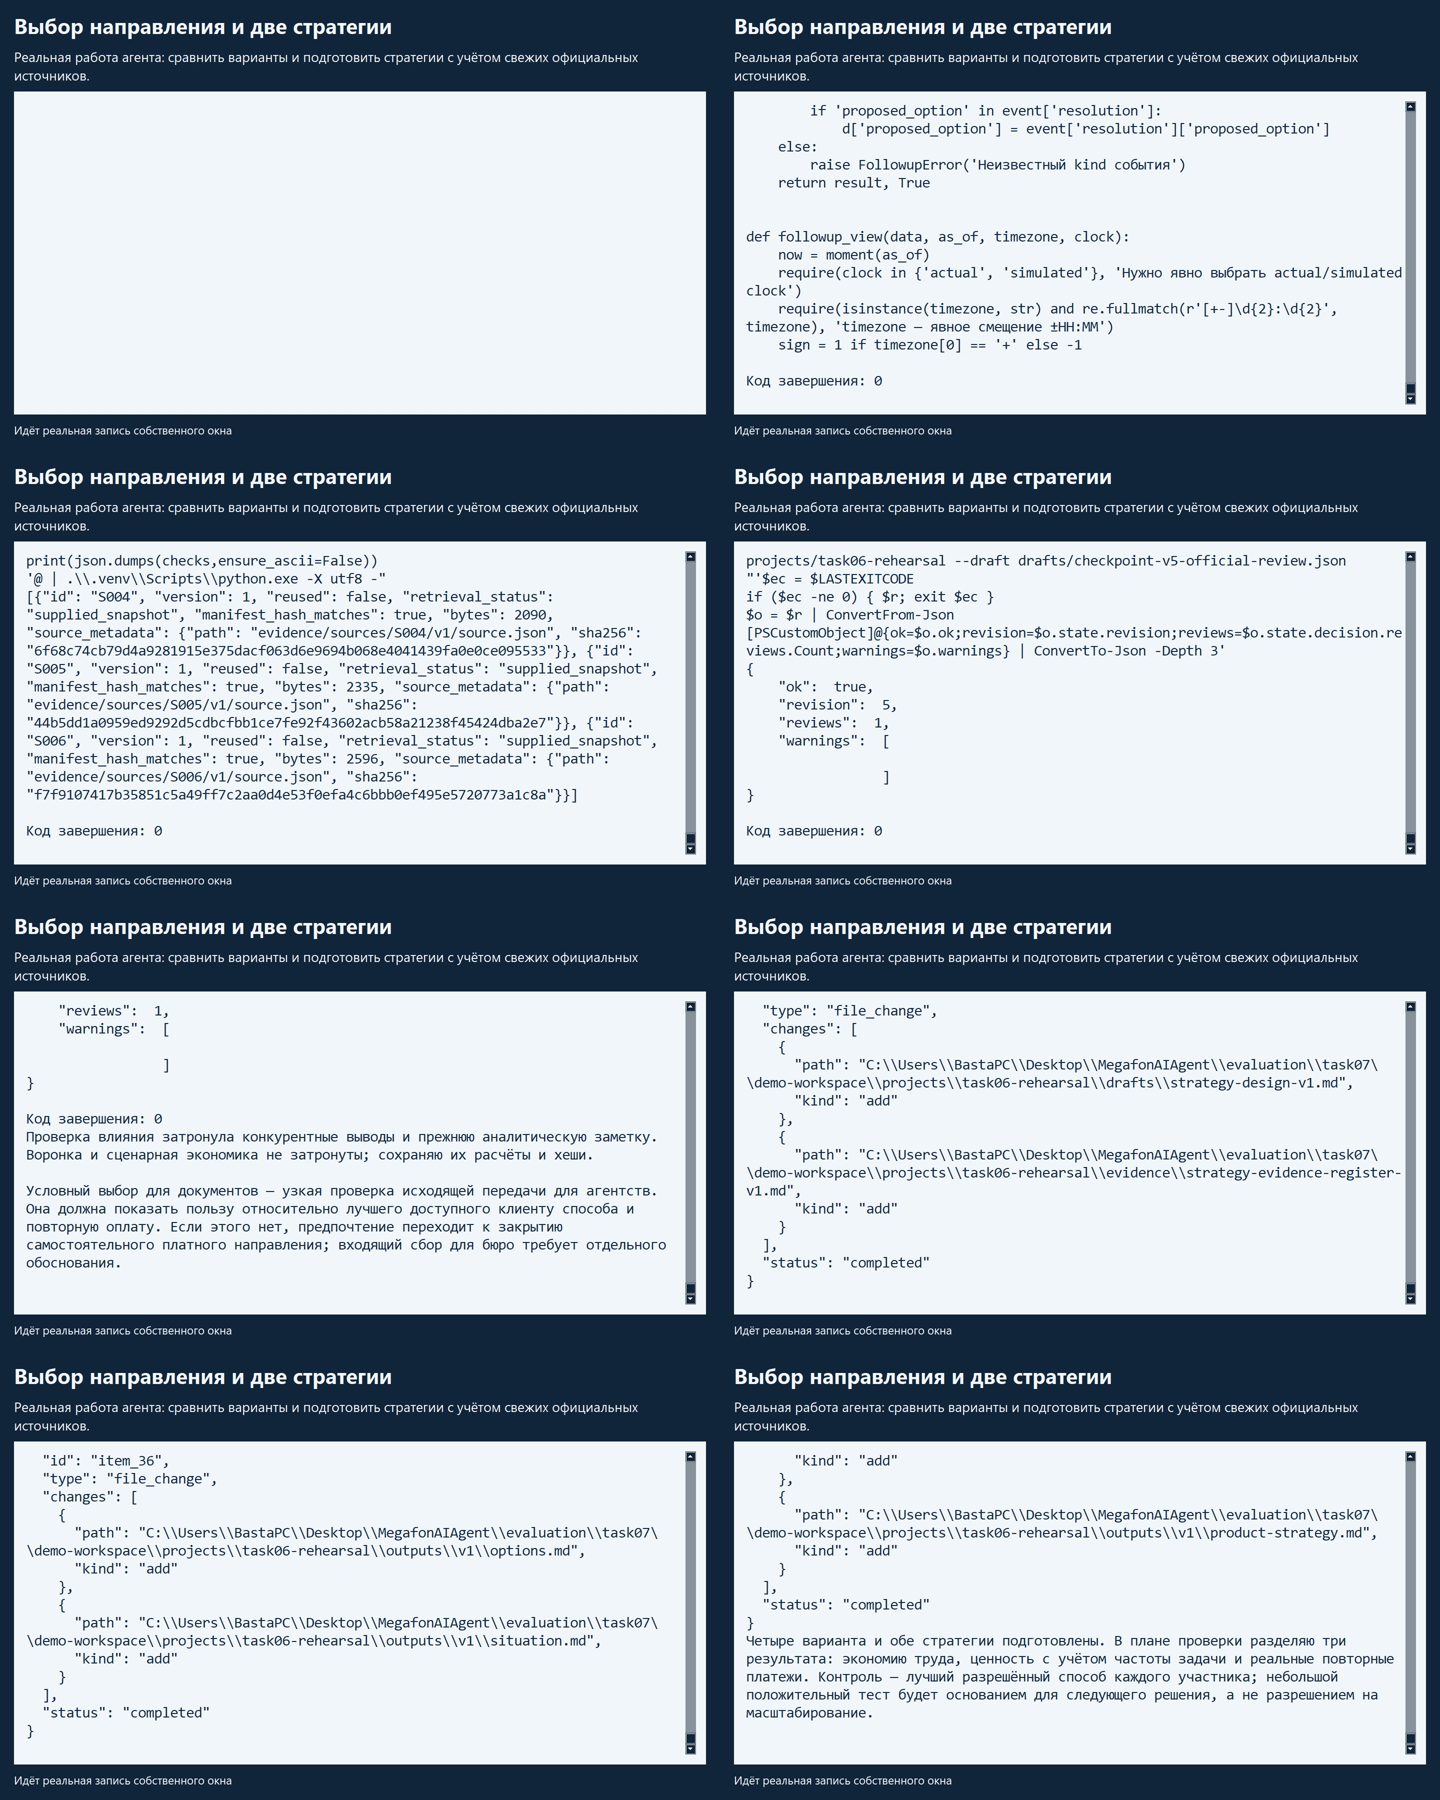 Выбор направления и две стратегии
Реальная работа агента: сравнить варианты и подготовить стратегии с учётом свежих официальных
источников.
Идёт реальная запись собственного окна
Выбор направления и две стратегии
Реальная работа агента: сравнить варианты и подготовить стратегии с учётом свежих официальных
источников.
        if 'proposed_option' in event['resolution']:
            d['proposed_option'] = event['resolution']['proposed_option']
    else:
        raise FollowupError('Неизвестный kind события')
    return result, True
def followup_view(data, as_of, timezone, clock):
    now = moment(as_of)
    require(clock in {'actual', 'simulated'}, 'Нужно явно выбрать actual/simulated
clock')
    require(isinstance(timezone, str) and re.fullmatch(r'[+-]\d{2}:\d{2}',
timezone), 'timezone — явное смещение ±HH:MM')
    sign = 1 if timezone[0] == '+' else -1
Код завершения: 0
Идёт реальная запись собственного окна
Выбор направления и две стратегии
Реальная работа агента: сравнить варианты и подготовить стратегии с учётом свежих официальных
источников.
print(json.dumps(checks,ensure_ascii=False))
'@ | .\\.venv\\Scripts\\python.exe -X utf8 -"
[{"id": "S004", "version": 1, "reused": false, "retrieval_status":
"supplied_snapshot", "manifest_hash_matches": true, "bytes": 2090,
"source_metadata": {"path": "evidence/sources/S004/v1/source.json", "sha256":
"6f68c74cb79d4a9281915e375dacf063d6e9694b068e4041439fa0e0ce095533"}}, {"id":
"S005", "version": 1, "reused": false, "retrieval_status": "supplied_snapshot",
"manifest_hash_matches": true, "bytes": 2335, "source_metadata": {"path":
"evidence/sources/S005/v1/source.json", "sha256":
"44b5dd1a0959ed9292d5cdbcfbb1ce7fe92f43602acb58a21238f45424dba2e7"}}, {"id":
"S006", "version": 1, "reused": false, "retrieval_status": "supplied_snapshot",
"manifest_hash_matches": true, "bytes": 2596, "source_metadata": {"path":
"evidence/sources/S006/v1/source.json", "sha256":
"f7f9107417b35851c5a49ff7c2aa0d4e53f0efa4c6bbb0ef495e5720773a1c8a"}}]
Код завершения: 0
Идёт реальная запись собственного окна
Выбор направления и две стратегии
Реальная работа агента: сравнить варианты и подготовить стратегии с учётом свежих официальных
источников.
projects/task06-rehearsal --draft drafts/checkpoint-v5-official-review.json
"'$ec = $LASTEXITCODE
if ($ec -ne 0) { $r; exit $ec }
$o = $r | ConvertFrom-Json
[PSCustomObject]@{ok=$o.ok;revision=$o.state.revision;reviews=$o.state.decision.re
views.Count;warnings=$o.warnings} | ConvertTo-Json -Depth 3'
{
    "ok":  true,
    "revision":  5,
    "reviews":  1,
    "warnings":  [
                 ]
}
Код завершения: 0
Идёт реальная запись собственного окна
Выбор направления и две стратегии
Реальная работа агента: сравнить варианты и подготовить стратегии с учётом свежих официальных
источников.
    "reviews":  1,
    "warnings":  [
                 ]
}
Код завершения: 0
Проверка влияния затронула конкурентные выводы и прежнюю аналитическую заметку.
Воронка и сценарная экономика не затронуты; сохраняю их расчёты и хеши.
Условный выбор для документов — узкая проверка исходящей передачи для агентств.
Она должна показать пользу относительно лучшего доступного клиенту способа и
повторную оплату. Если этого нет, предпочтение переходит к закрытию
самостоятельного платного направления; входящий сбор для бюро требует отдельного
обоснования.
Идёт реальная запись собственного окна
Выбор направления и две стратегии
Реальная работа агента: сравнить варианты и подготовить стратегии с учётом свежих официальных
источников.
  "type": "file_change",
  "changes": [
    {
      "path": "C:\\Users\\BastaPC\\Desktop\\MegafonAIAgent\\evaluation\\task07\
\demo-workspace\\projects\\task06-rehearsal\\drafts\\strategy-design-v1.md",
      "kind": "add"
    },
    {
      "path": "C:\\Users\\BastaPC\\Desktop\\MegafonAIAgent\\evaluation\\task07\
\demo-workspace\\projects\\task06-rehearsal\\evidence\\strategy-evidence-register-
v1.md",
      "kind": "add"
    }
  ],
  "status": "completed"
}
Идёт реальная запись собственного окна
Выбор направления и две стратегии
Реальная работа агента: сравнить варианты и подготовить стратегии с учётом свежих официальных
источников.
  "id": "item_36",
  "type": "file_change",
  "changes": [
    {
      "path": "C:\\Users\\BastaPC\\Desktop\\MegafonAIAgent\\evaluation\\task07\
\demo-workspace\\projects\\task06-rehearsal\\outputs\\v1\\options.md",
      "kind": "add"
    },
    {
      "path": "C:\\Users\\BastaPC\\Desktop\\MegafonAIAgent\\evaluation\\task07\
\demo-workspace\\projects\\task06-rehearsal\\outputs\\v1\\situation.md",
      "kind": "add"
    }
  ],
  "status": "completed"
}
Идёт реальная запись собственного окна
Выбор направления и две стратегии
Реальная работа агента: сравнить варианты и подготовить стратегии с учётом свежих официальных
источников.
      "kind": "add"
    },
    {
      "path": "C:\\Users\\BastaPC\\Desktop\\MegafonAIAgent\\evaluation\\task07\
\demo-workspace\\projects\\task06-rehearsal\\outputs\\v1\\product-strategy.md",
      "kind": "add"
    }
  ],
  "status": "completed"
}
Четыре варианта и обе стратегии подготовлены. В плане проверки разделяю три
результата: экономию труда, ценность с учётом частоты задачи и реальные повторные
платежи. Контроль — лучший разрешённый способ каждого участника; небольшой
положительный тест будет основанием для следующего решения, а не разрешением на
масштабирование.
Идёт реальная запись собственного окна